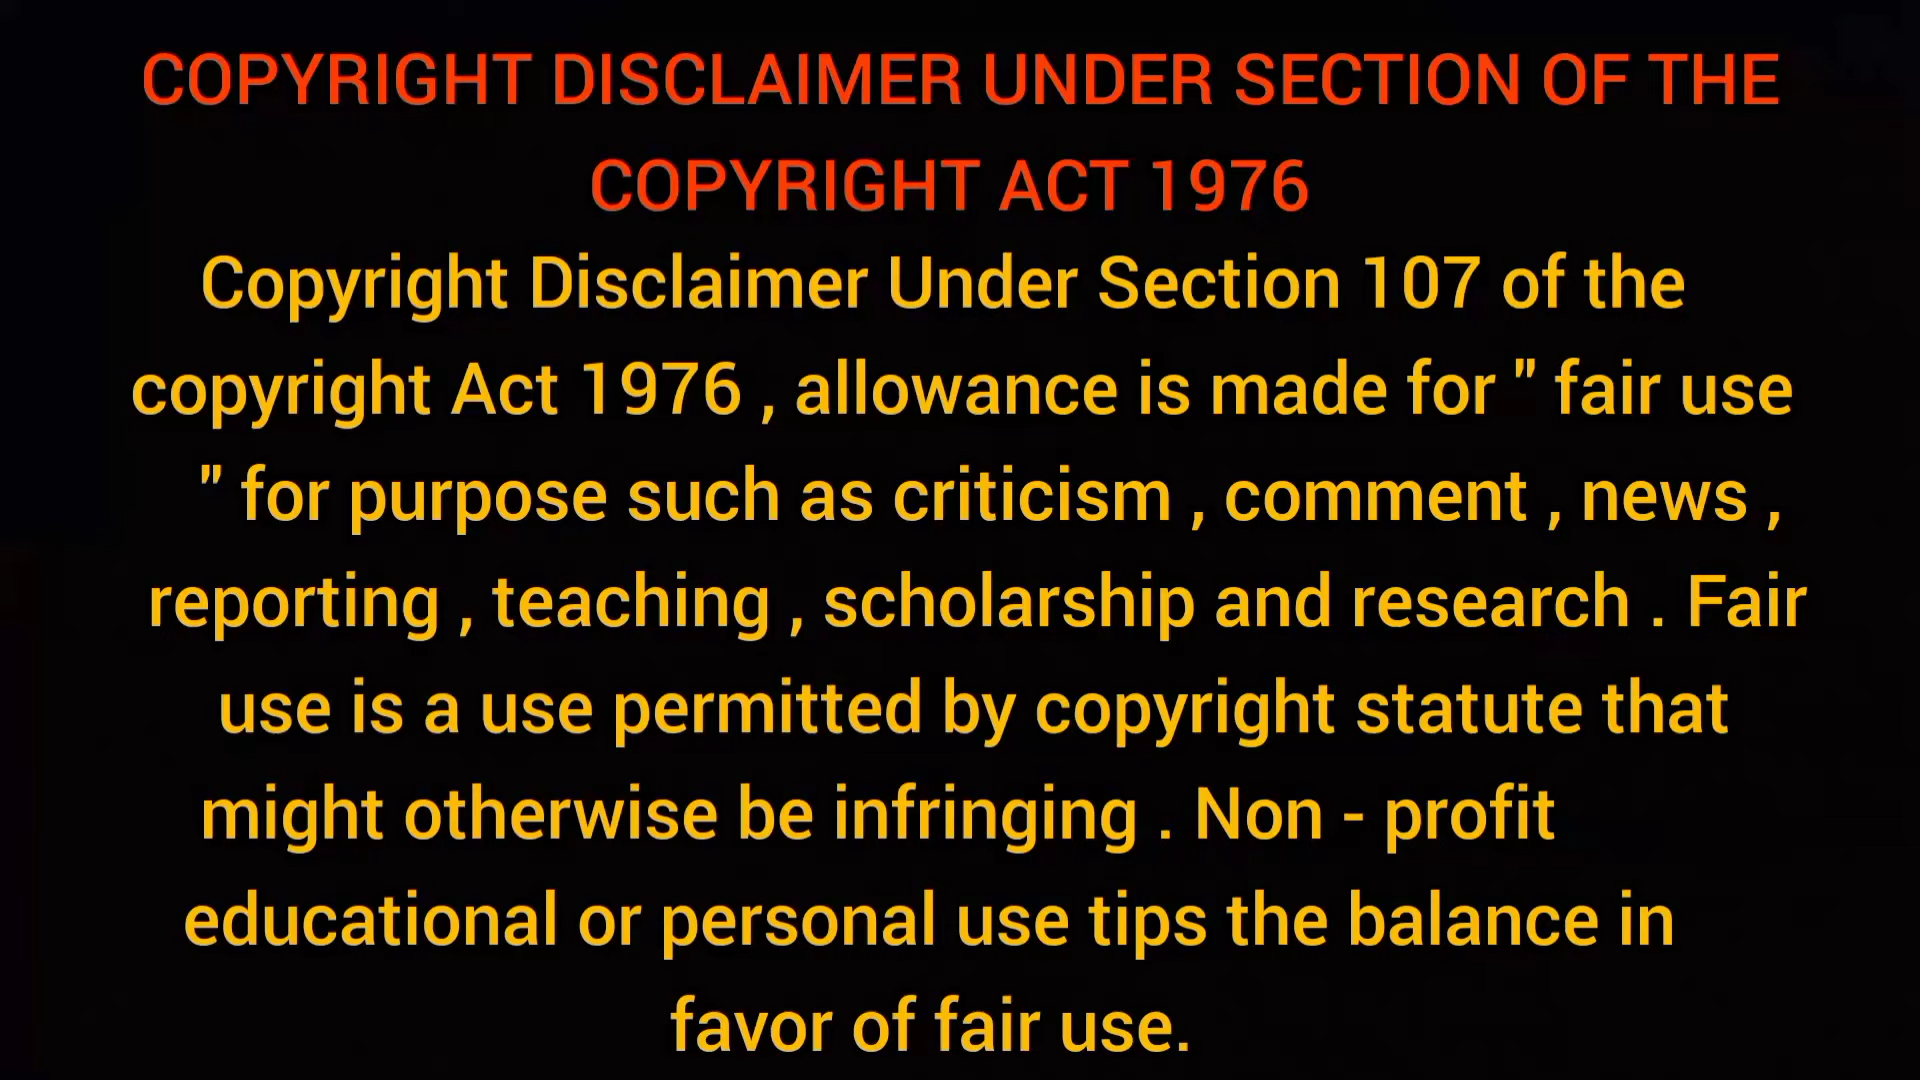 COPYRIGHT DISCLAIMER UNDER SECTION OF THE
COPYRIGHT ACT 1976
Copyright Disclaimer Under Section 107 of the
copyright Act 1976 , allowance is made for " fair use
" for purpose such as criticism , comment , news ,
reporting , teaching , scholarship and research . Fair
use is a use permitted by copyright statute that
might otherwise be infringing . Non - profit
educational or personal use tips the balance in
favor of fair use.